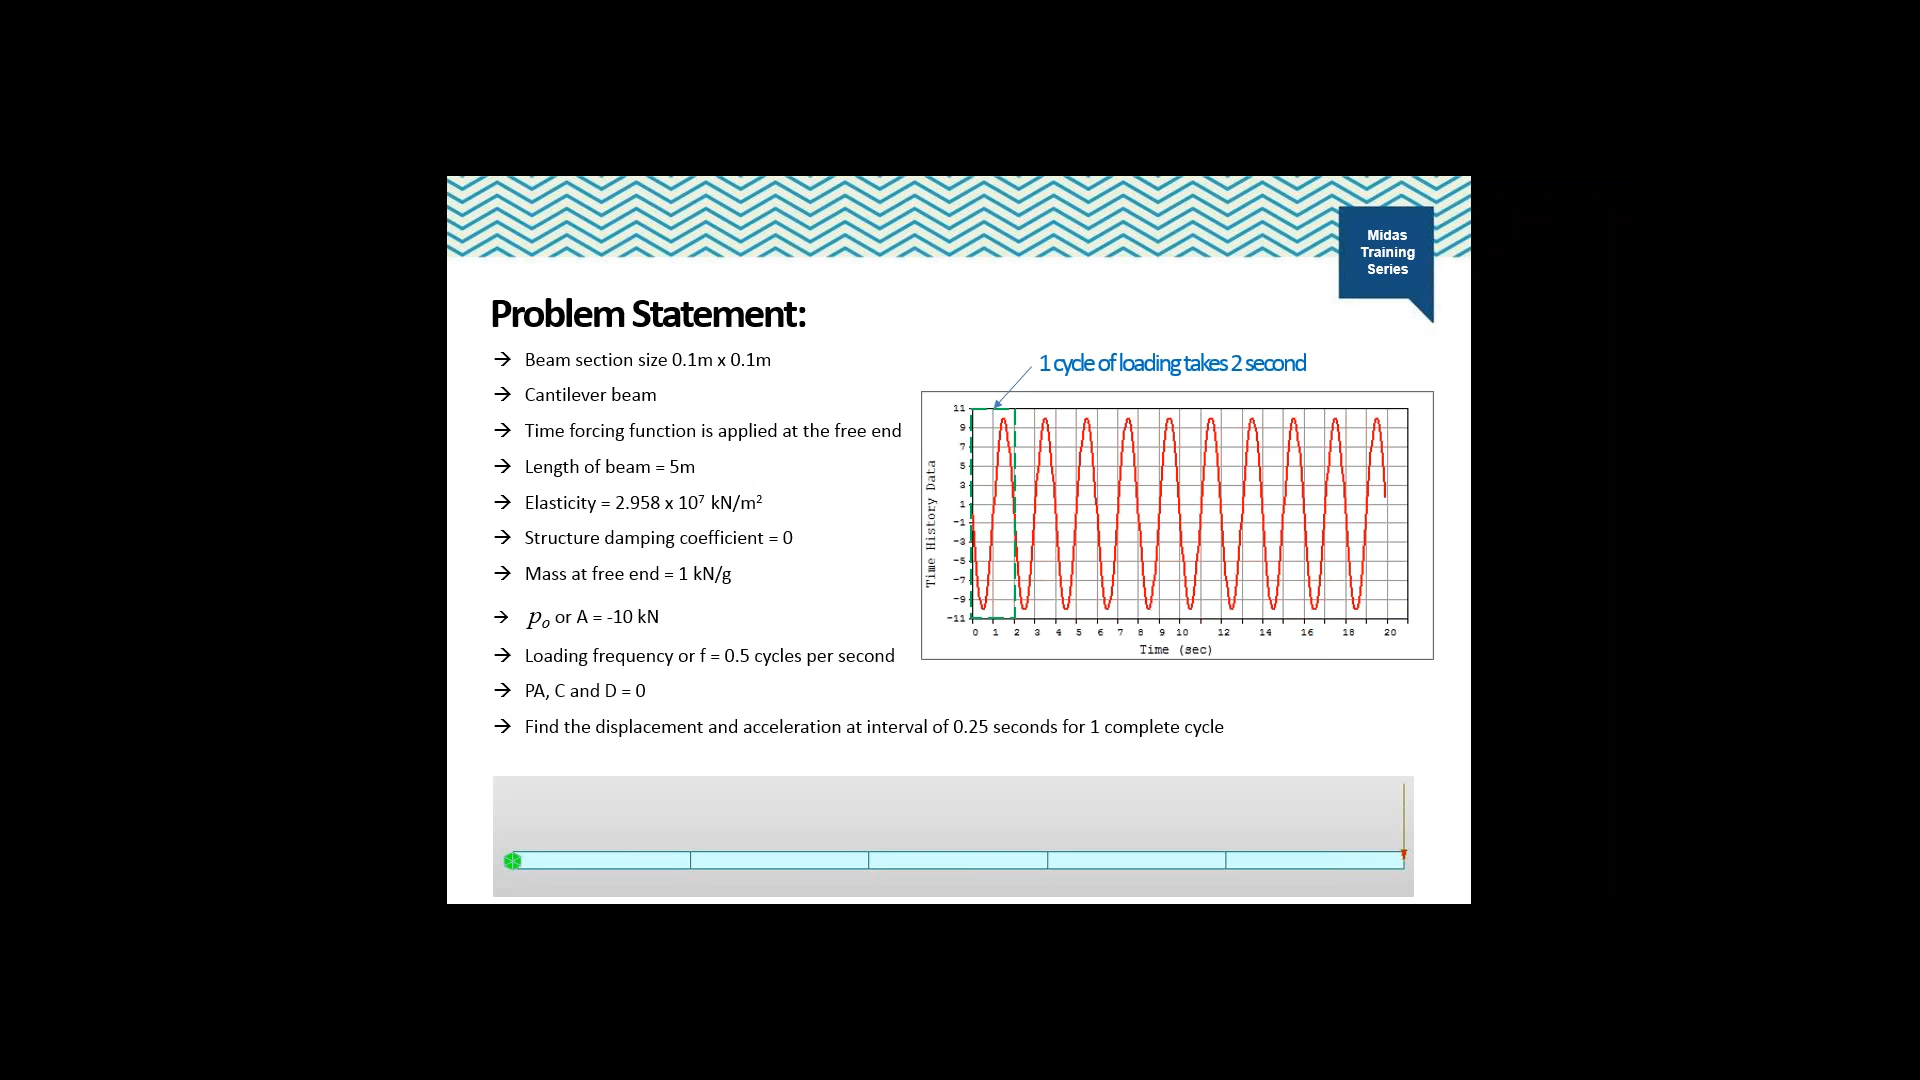 Midas
Training
Series
Problem Statement:
→ Beam section size 0.1m x 0.1m
→ Cantilever beam
→ Time forcing function is applied at the free end
→ Length of beam = 5m
→ Elasticity = 2.958 x 10⁷ kN/m²
→ Structure damping coefficient = 0
→ Mass at free end = 1 kN/g
→ pₒ or A = -10 kN
→ Loading frequency or f = 0.5 cycles per second
→ PA, C and D = 0
→ Find the displacement and acceleration at interval of 0.25 seconds for 1 complete cycle
1 cycle of loading takes 2 second
Time History Data
11
9
7
5
3
1
-1
-3
-5
-7
-9
-11
0 1 2 3 4 5 6 7 8 9 10 12 14 16 18 20
Time (sec)